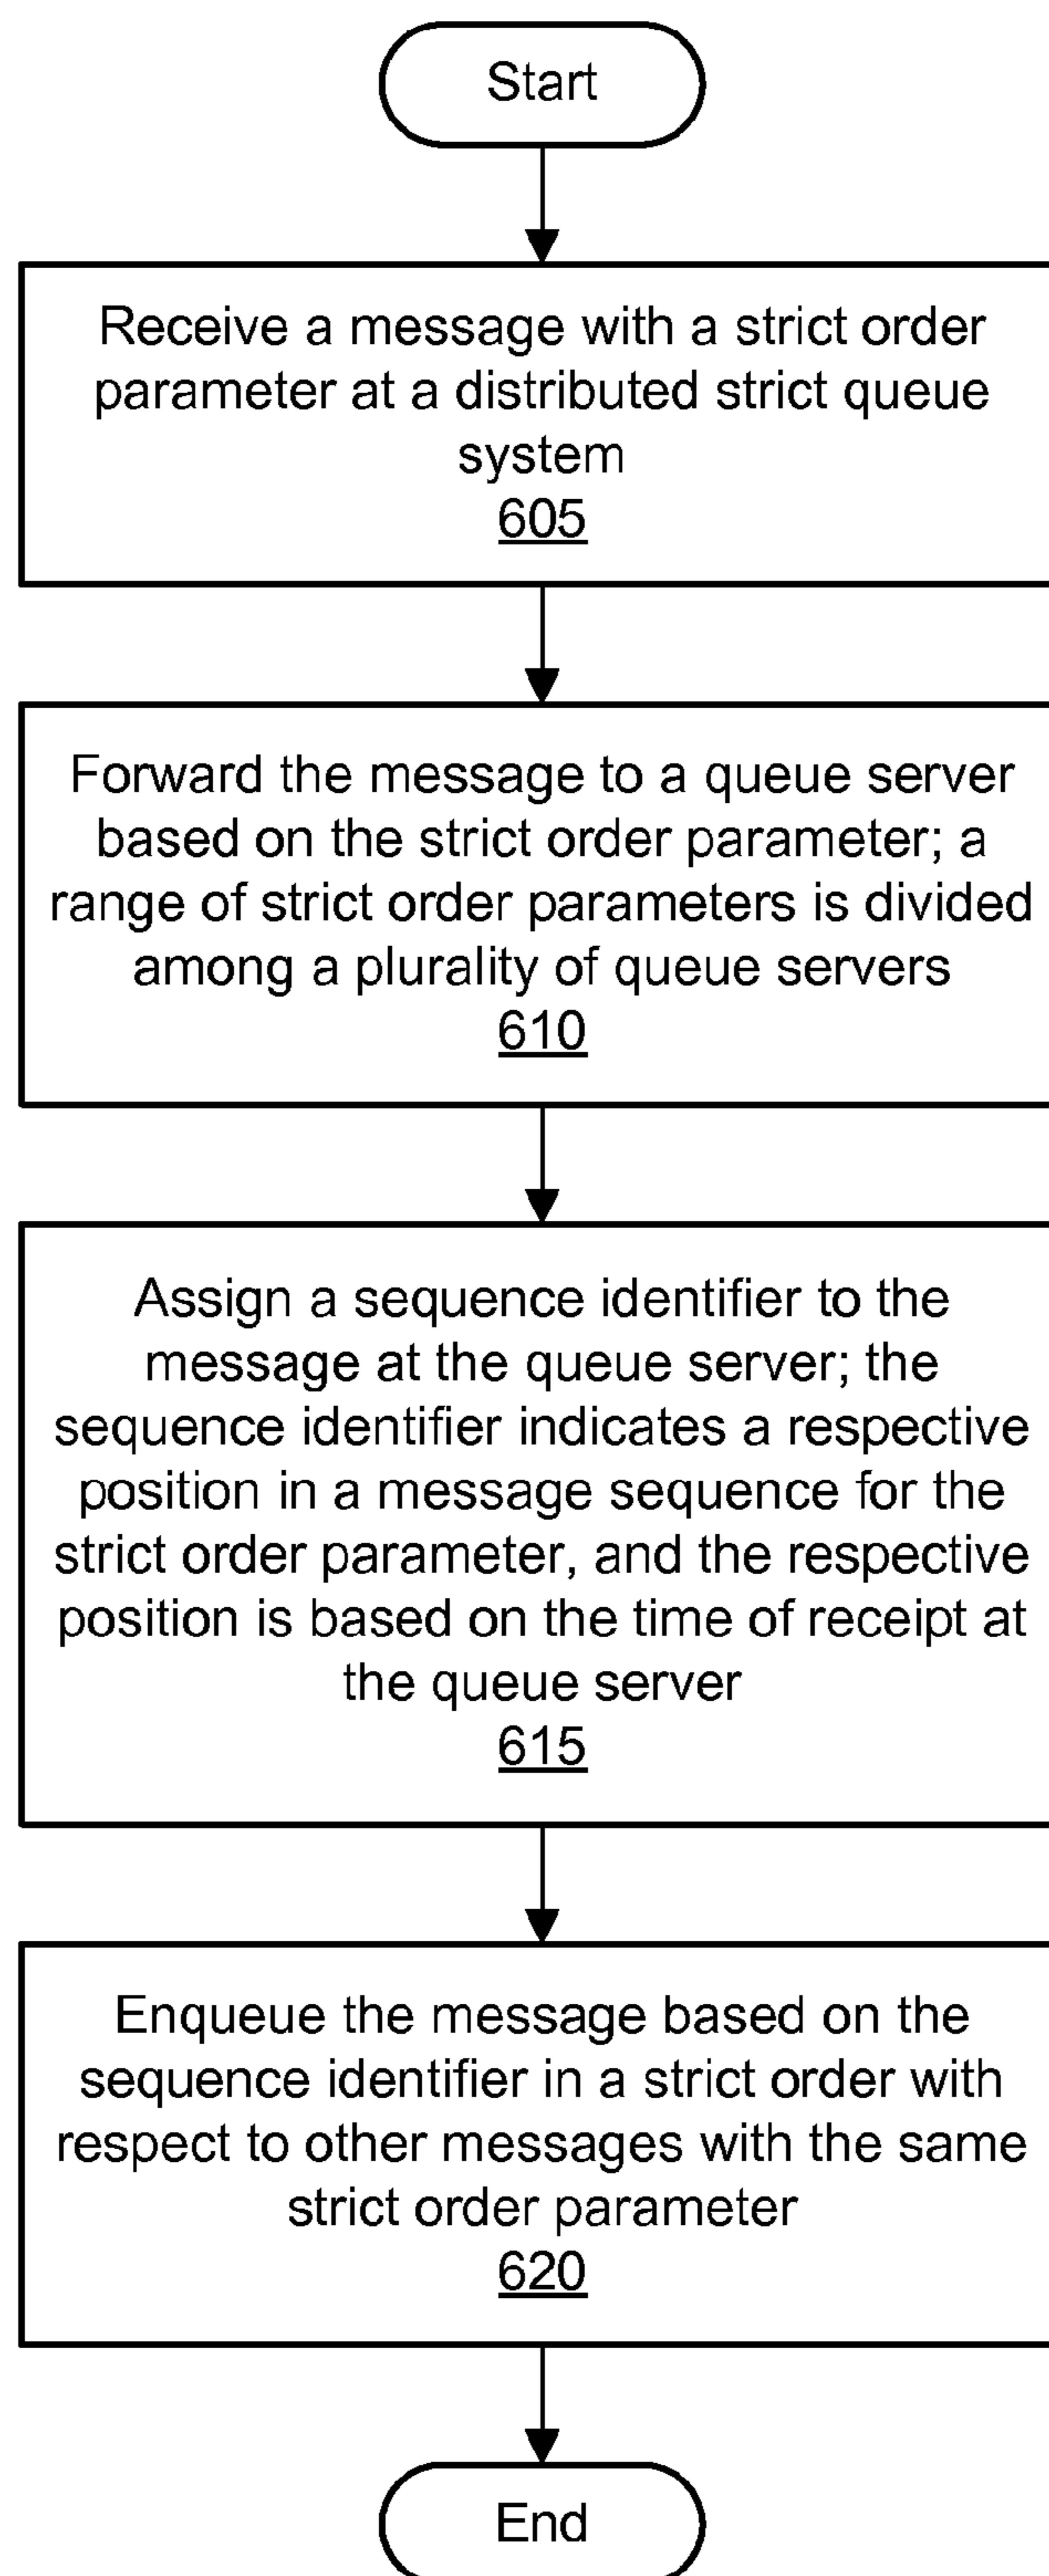 Start
Receive a message with a strict order
parameter at a distributed strict queue
system
605
Forward the message to a queue server
based on the strict order parameter; a
range of strict order parameters is divided
among a plurality of queue servers
610
Assign a sequence identifier to the
message at the queue server; the
sequence identifier indicates a respective
position in a message sequence for the
strict order parameter, and the respective
position is based on the time of receipt at
the queue server
615
Enqueue the message based on the
sequence identifier in a strict order with
respect to other messages with the same
strict order parameter
620
End